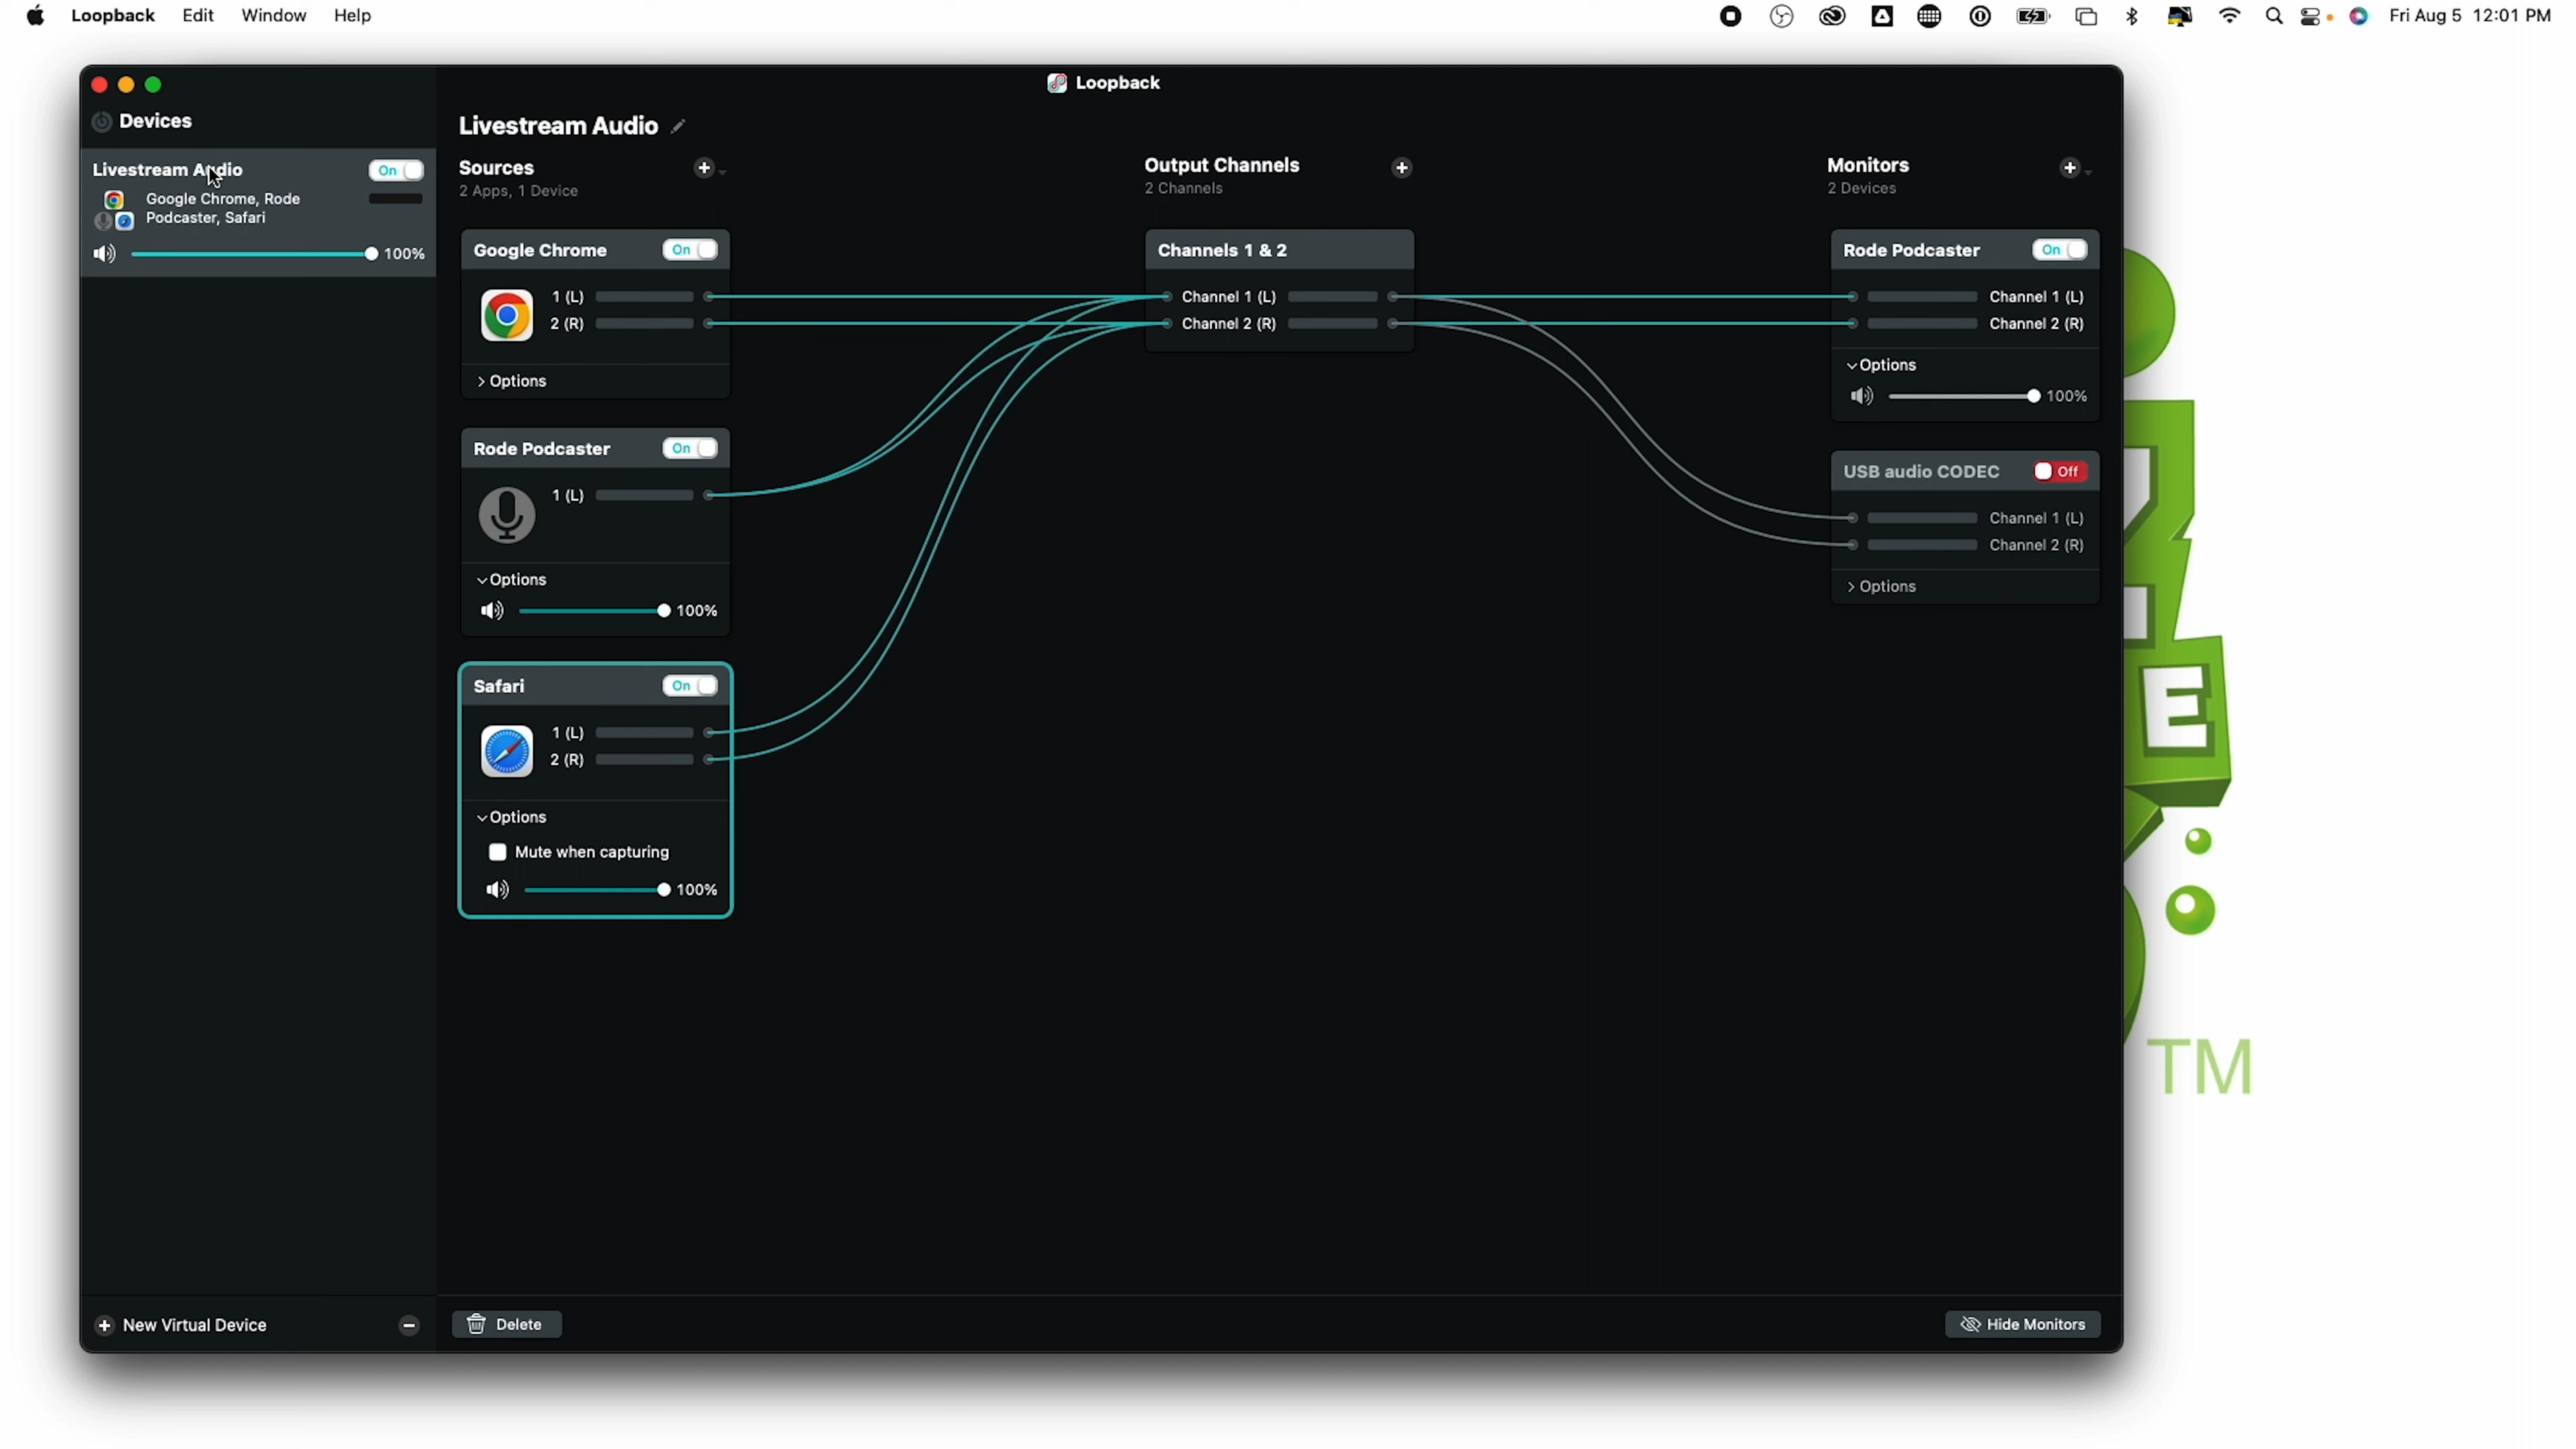 Loopback Edit Window Help
Fri Aug 5 12:01 PM
Loopback
Devices
Livestream Audio On
Google Chrome, Rode
Podcaster, Safari
100%
New Virtual Device
Livestream Audio
Sources
2 Apps, 1 Device
Google Chrome On
1 (L)
2 (R)
Options
Rode Podcaster On
1 (L)
Options
100%
Safari On
1 (L)
2 (R)
Options
Mute when capturing
100%
Output Channels
2 Channels
Channels 1 & 2
Channel 1 (L)
Channel 2 (R)
Monitors
2 Devices
Rode Podcaster On
Channel 1 (L)
Channel 2 (R)
Options
100%
USB audio CODEC Off
Channel 1 (L)
Channel 2 (R)
Options
Delete
Hide Monitors
E
TM